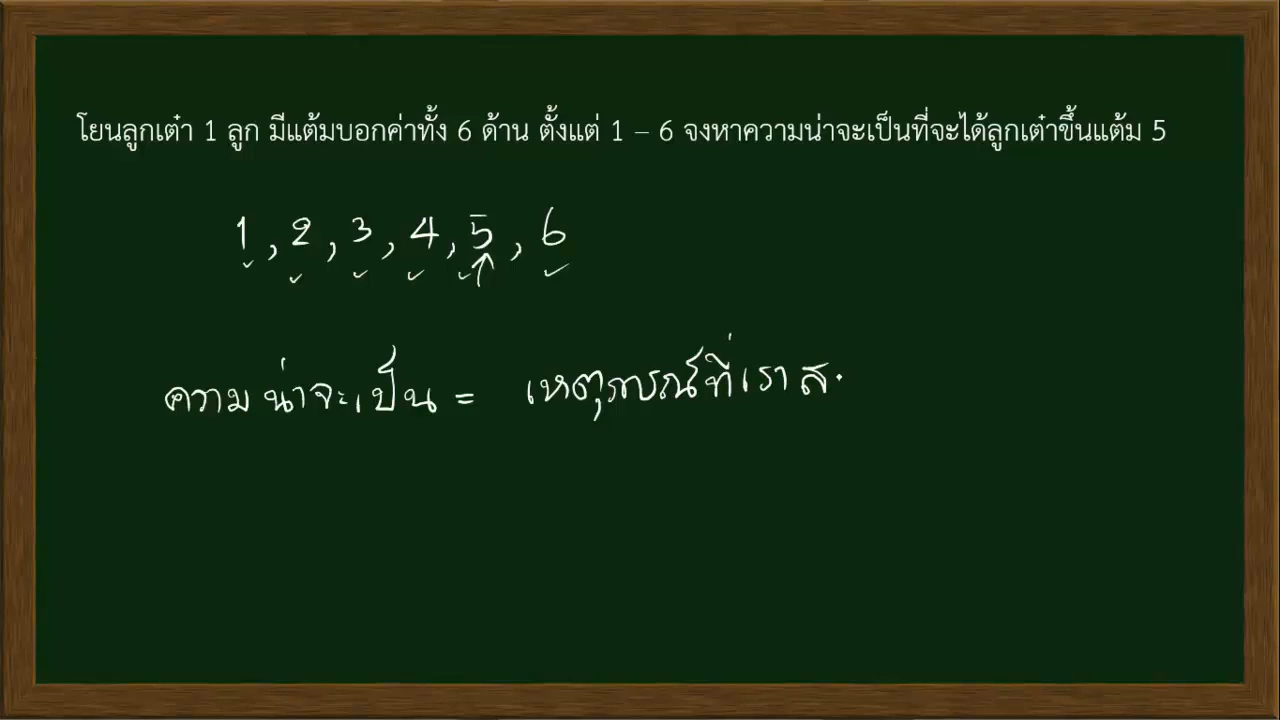 โยนลูกเต๋า 1 ลูก มีแต้มบอกค่าทั้ง 6 ด้าน ตั้งแต่ 1 – 6 จงหาความน่าจะเป็นที่จะได้ลูกเต๋าขึ้นแต้ม 5
1 , 2 , 3 , 4 , 5 , 6
ความน่าจะเป็น = เหตุการณ์ที่เราส